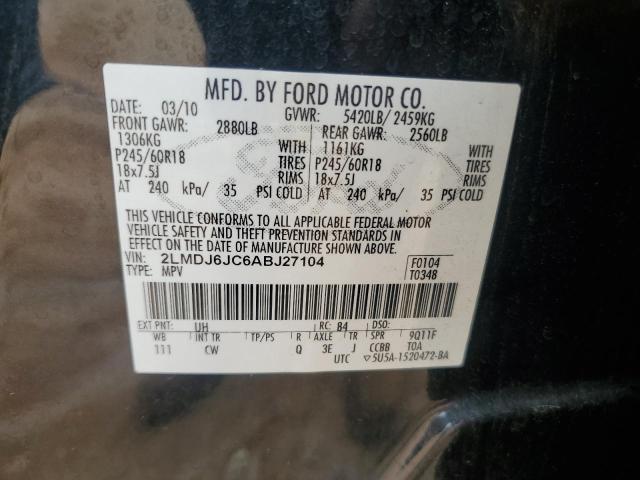 MFD. BY FORD MOTOR CO.
DATE: 03/10 GVWR: 5420LB/ 2459KG
FRONT GAWR: 2880LB REAR GAWR: 2560LB
1306KG WITH 1161KG WITH
P245/60R18 TIRES P245/60R18 TIRES
18x7.5J RIMS 18x7.5J RIMS
AT 240 kPa/ 35 PSI COLD AT 240 kPa/ 35 PSI COLD
THIS VEHICLE CONFORMS TO ALL APPLICABLE FEDERAL MOTOR
VEHICLE SAFETY AND THEFT PREVENTION STANDARDS IN
EFFECT ON THE DATE OF MANUFACTURE SHOWN ABOVE.
VIN: 2LMDJ6JC6ABJ27104 F0104
TYPE: MPV T0348
EXT PNT: UH RC: 84 DSO:
WB INT TR TP/PS R AXLE TR SPR 9Q11F
111 CW Q 3E J CCBB TOA
UTC ▽5U5A-1520472-BA